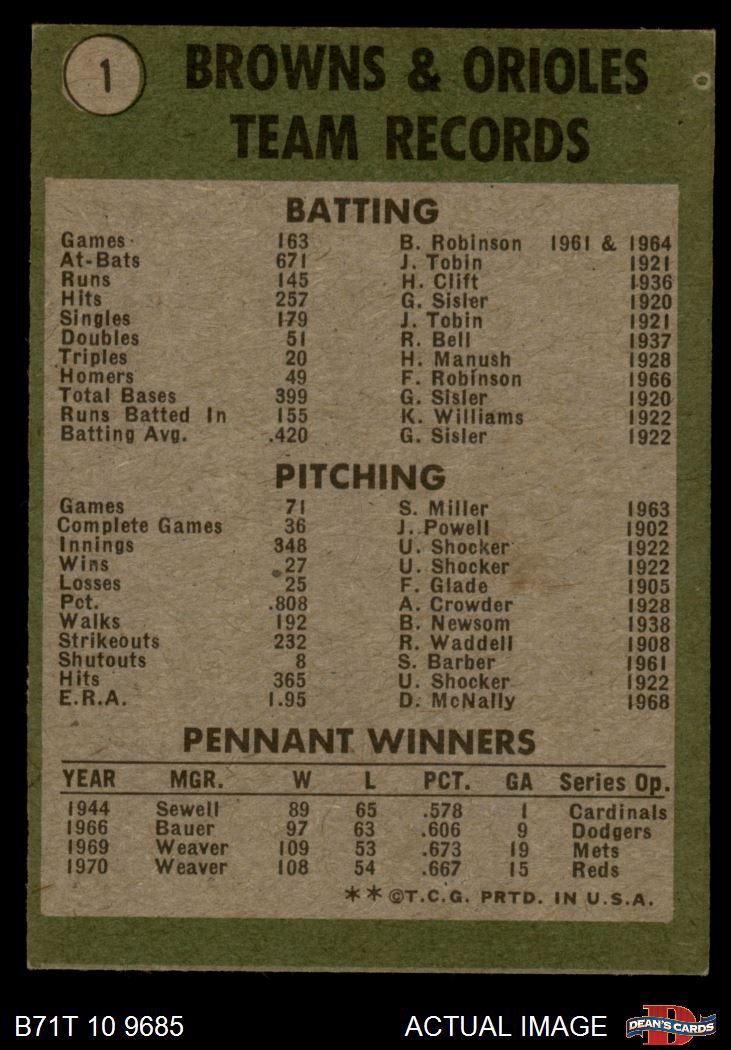 1
BROWNS & ORIOLES
TEAM RECORDS
BATTING
Games 163 B. Robinson 1961 & 1964
At-Bats 671 J. Tobin 1921
Runs 145 H. Clift 1936
Hits 257 G. Sisler 1920
Singles 179 J. Tobin 1921
Doubles 51 R. Bell 1937
Triples 20 H. Manush 1928
Homers 49 F. Robinson 1966
Total Bases 399 G. Sisler 1920
Runs Batted In 155 K. Williams 1922
Batting Avg. .420 G. Sisler 1922
PITCHING
Games 71 S. Miller 1963
Complete Games 36 J. Powell 1902
Innings 348 U. Shocker 1922
Wins 27 U. Shocker 1922
Losses 25 F. Glade 1905
Pct. .808 A. Crowder 1928
Walks 192 B. Newsom 1938
Strikeouts 232 R. Waddell 1908
Shutouts 8 S. Barber 1961
Hits 365 U. Shocker 1922
E.R.A. 1.95 D. McNally 1968
PENNANT WINNERS
YEAR MGR. W L PCT. GA Series Op.
1944 Sewell 89 65 .578 1 Cardinals
1966 Bauer 97 63 .606 9 Dodgers
1969 Weaver 109 53 .673 19 Mets
1970 Weaver 108 54 .667 15 Reds
**©T.C.G. PRTD. IN U.S.A.
B71T 10 9685 ACTUAL IMAGE D DEAN'S CARDS